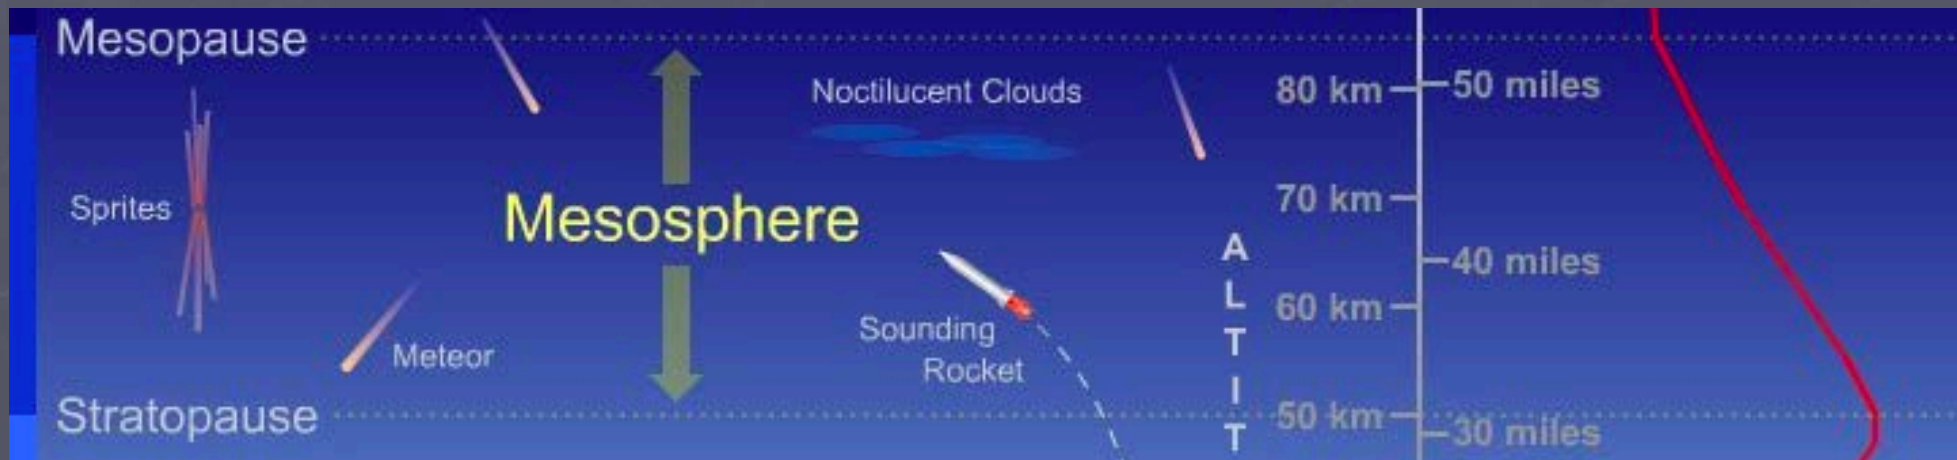 Mesopause
Noctilucent Clouds
80 km
50 miles
Sprites
Mesosphere
70 km
40 miles
60 km
Sounding
Rocket
Meteor
A
L
T
I
T
Stratopause
50 km
30 miles